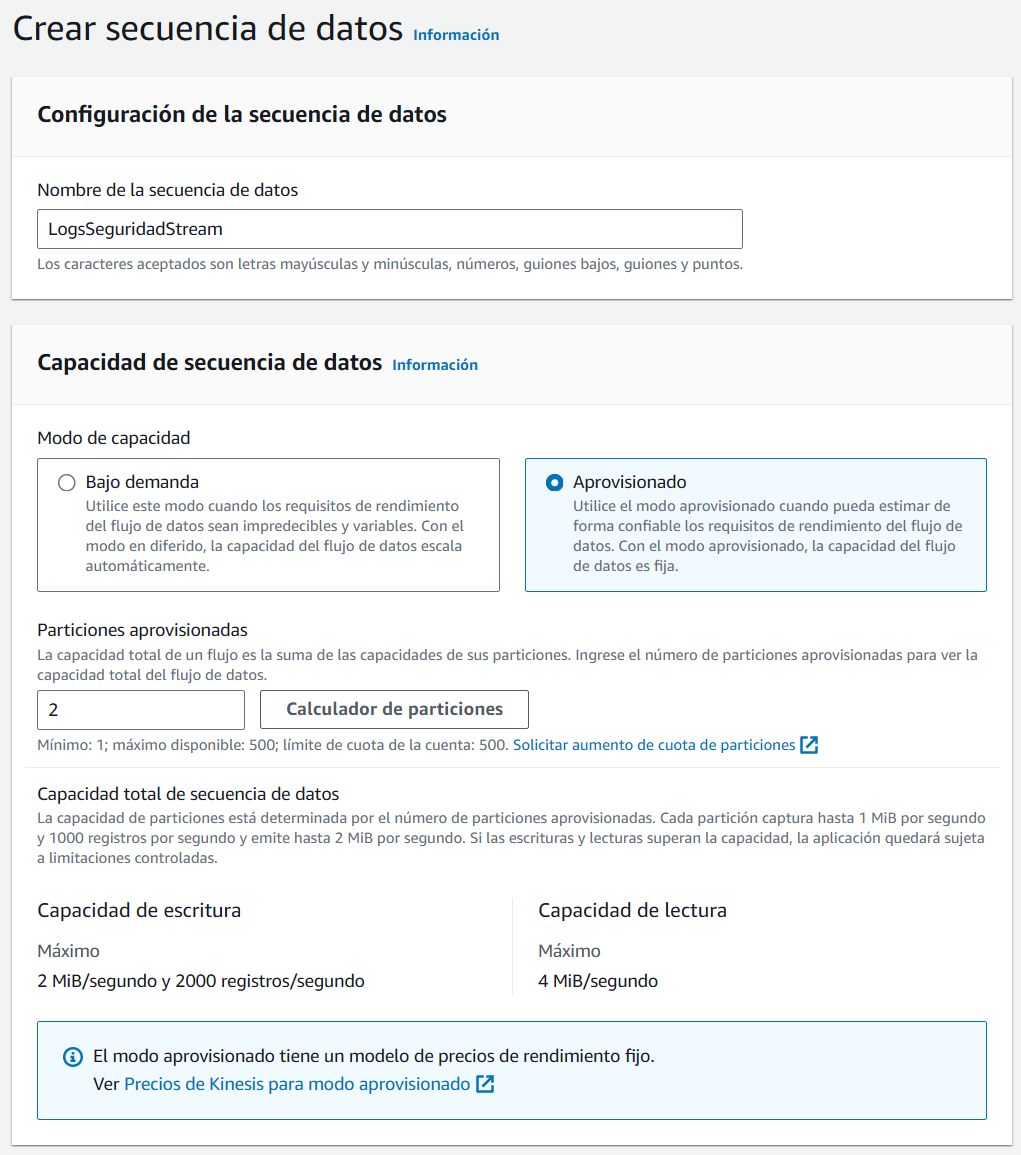 Crear secuencia de datos Información
Configuración de la secuencia de datos
Nombre de la secuencia de datos
LogsSeguridadStream
Los caracteres aceptados son letras mayúsculas y minúsculas, números, guiones bajos, guiones y puntos.
Capacidad de secuencia de datos Información
Modo de capacidad
Bajo demanda
Utilice este modo cuando los requisitos de rendimiento
del flujo de datos sean impredecibles y variables. Con el
modo en diferido, la capacidad del flujo de datos escala
automáticamente.
Aprovisionado
Utilice el modo aprovisionado cuando pueda estimar de
forma confiable los requisitos de rendimiento del flujo de
datos. Con el modo aprovisionado, la capacidad del flujo
de datos es fija.
Particiones aprovisionadas
La capacidad total de un flujo es la suma de las capacidades de sus particiones. Ingrese el número de particiones aprovisionadas para ver la
capacidad total del flujo de datos.
2
Calculador de particiones
Mínimo: 1; máximo disponible: 500; límite de cuota de la cuenta: 500. Solicitar aumento de cuota de particiones
Capacidad total de secuencia de datos
La capacidad de particiones está determinada por el número de particiones aprovisionadas. Cada partición captura hasta 1 MiB por segundo
y 1000 registros por segundo y emite hasta 2 MiB por segundo. Si las escrituras y lecturas superan la capacidad, la aplicación quedará sujeta
a limitaciones controladas.
Capacidad de escritura
Máximo
2 MiB/segundo y 2000 registros/segundo
Capacidad de lectura
Máximo
4 MiB/segundo
El modo aprovisionado tiene un modelo de precios de rendimiento fijo.
Ver Precios de Kinesis para modo aprovisionado